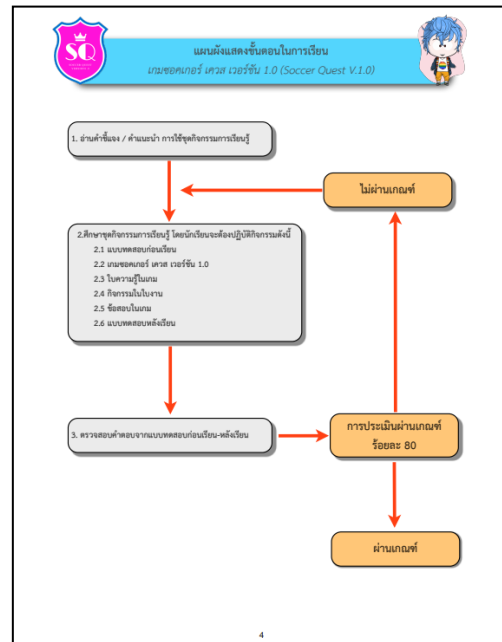 SQ
แผนผังแสดงขั้นตอนในการเรียน
เกมซอคเกอร์ เควส เวอร์ชัน 1.0 (Soccer Quest V.1.0)
1. อ่านคำชี้แจง / คำแนะนำ การใช้ชุดกิจกรรมการเรียนรู้
ไม่ผ่านเกณฑ์
2.ศึกษาชุดกิจกรรมการเรียนรู้ โดยนักเรียนจะต้องปฏิบัติกิจกรรมดังนี้
2.1 แบบทดสอบก่อนเรียน
2.2 เกมซอคเกอร์ เควส เวอร์ชัน 1.0
2.3 ใบความรู้ในเกม
2.4 กิจกรรมในใบงาน
2.5 ข้อสอบในเกม
2.6 แบบทดสอบหลังเรียน
3. ตรวจสอบคำตอบจากแบบทดสอบก่อนเรียน-หลังเรียน
การประเมินผ่านเกณฑ์
ร้อยละ 80
ผ่านเกณฑ์
4